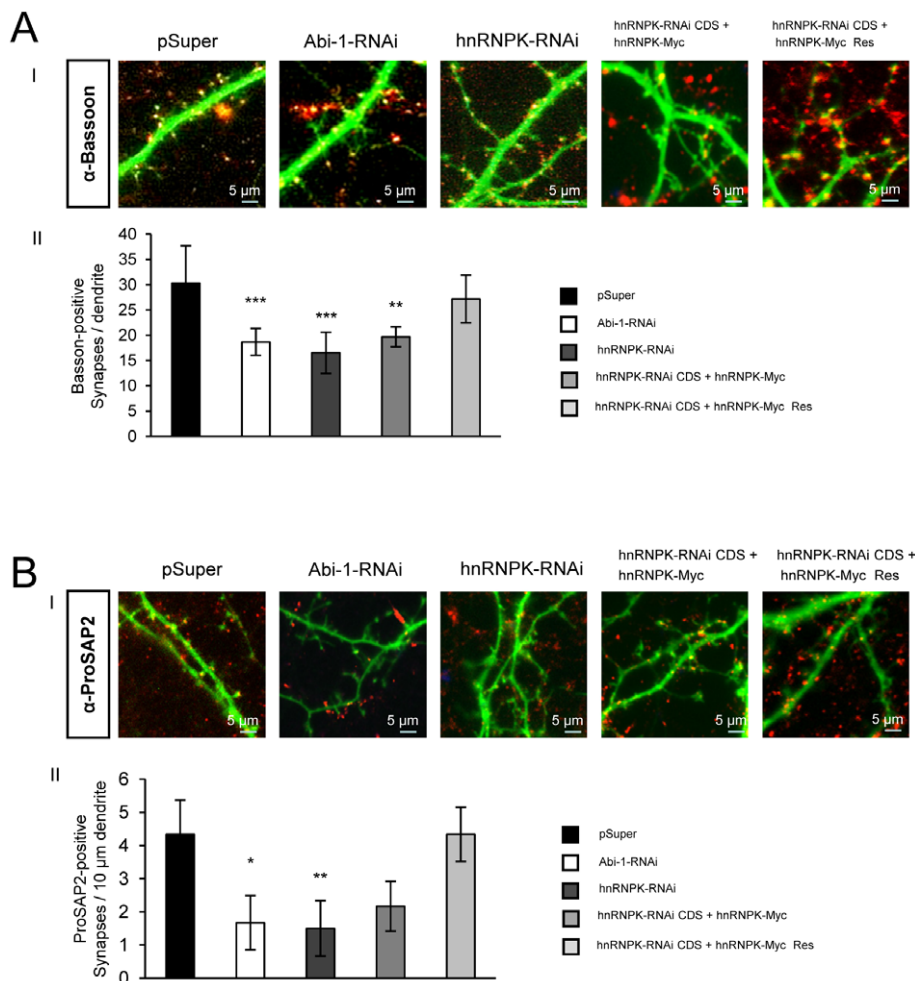 A
pSuper
Abi-1-RNAi
hnRNPK-RNAi
hnRNPK-RNAi CDS +
hnRNPK-Myc
hnRNPK-RNAi CDS +
hnRNPK-Myc Res
I
α-Bassoon
5 µm
5 µm
5 µm
5 µm
5 µm
II
Basson-positive
Synapses / dendrite
40
35
30
25
20
15
10
5
0
***
***
**
pSuper
Abi-1-RNAi
hnRNPK-RNAi
hnRNPK-RNAi CDS + hnRNPK-Myc
hnRNPK-RNAi CDS + hnRNPK-Myc Res
B
pSuper
Abi-1-RNAi
hnRNPK-RNAi
hnRNPK-RNAi CDS +
hnRNPK-Myc
hnRNPK-RNAi CDS +
hnRNPK-Myc Res
I
α-ProSAP2
5 µm
5 µm
5 µm
5 µm
5 µm
II
ProSAP2-positive
Synapses / 10 µm dendrite
6
5
4
3
2
1
0
*
**
pSuper
Abi-1-RNAi
hnRNPK-RNAi
hnRNPK-RNAi CDS + hnRNPK-Myc
hnRNPK-RNAi CDS + hnRNPK-Myc Res